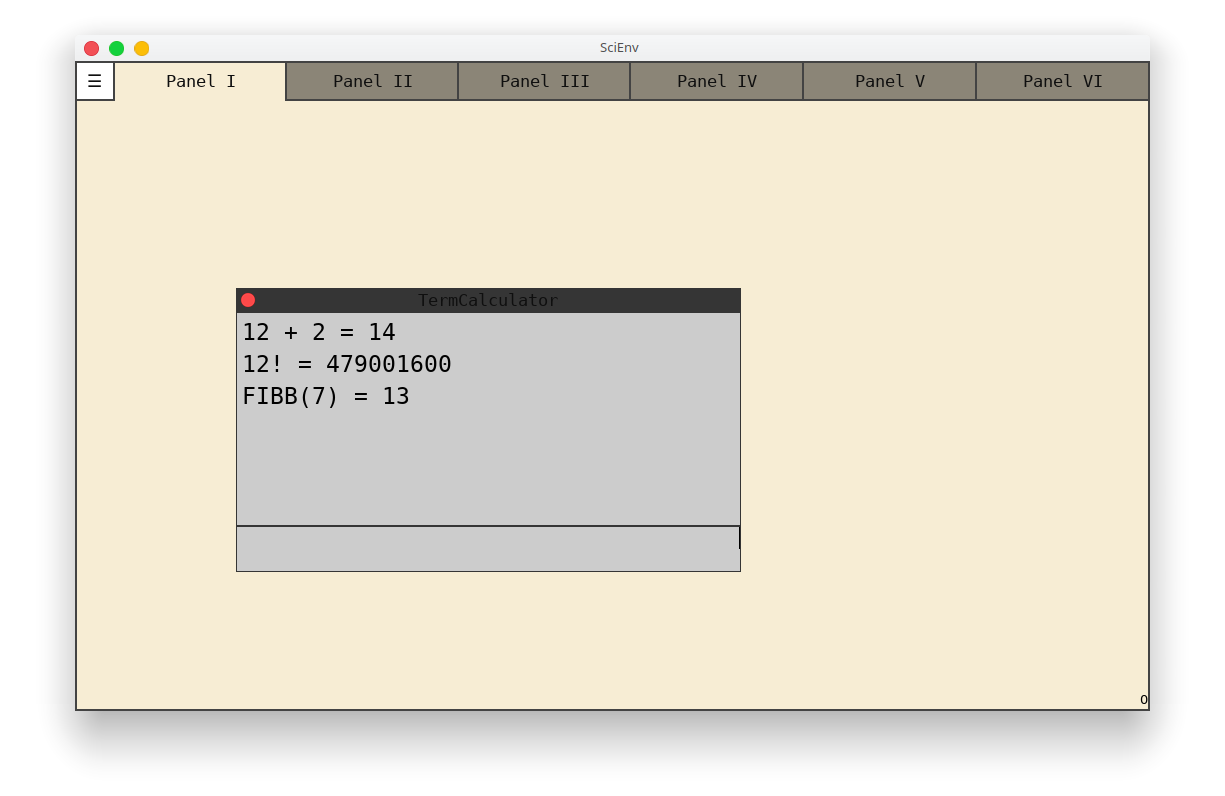 SciEnv
☰ Panel I Panel II Panel III Panel IV Panel V Panel VI
TermCalculator
12 + 2 = 14
12! = 479001600
FIBB(7) = 13